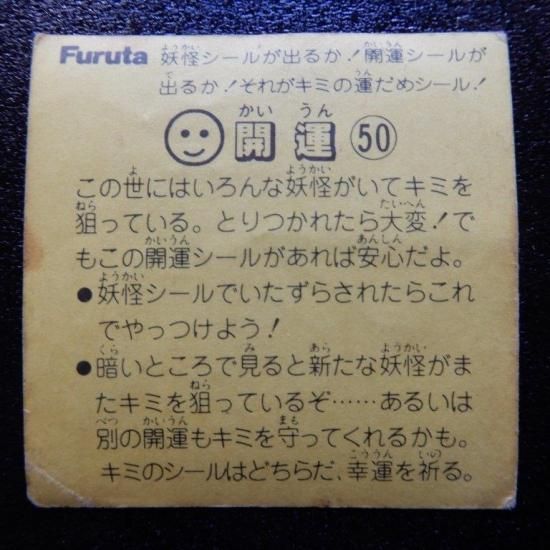 Furuta 妖怪シールが出るか！開運シールが
出るか！それがキミの運だめシール！
開運 50
この世にはいろんな妖怪がいてキミを
狙っている。とりつかれたら大変！で
もこの開運シールがあれば安心だよ。
●妖怪シールでいたずらされたらこれ
でやっつけよう！
●暗いところで見ると新たな妖怪がま
たキミを狙っているぞ……あるいは
別の開運もキミを守ってくれるかも。
キミのシールはどちらだ、幸運を祈る。